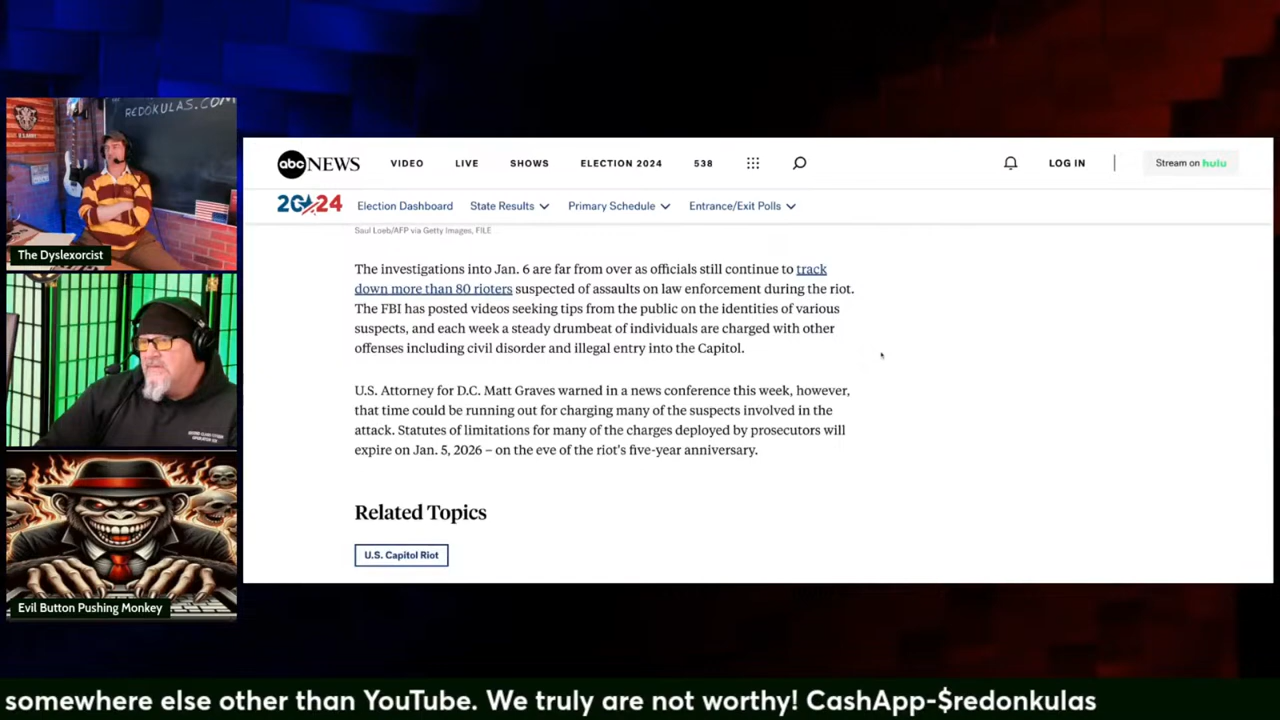 REDOKULAS.COM
The Dyslexorcist
Evil Button Pushing Monkey
abc NEWS VIDEO LIVE SHOWS ELECTION 2024 538 LOG IN Stream on hulu
2024 Election Dashboard State Results Primary Schedule Entrance/Exit Polls
Saul Loeb/AFP via Getty Images, FILE
The investigations into Jan. 6 are far from over as officials still continue to track
down more than 80 rioters suspected of assaults on law enforcement during the riot.
The FBI has posted videos seeking tips from the public on the identities of various
suspects, and each week a steady drumbeat of individuals are charged with other
offenses including civil disorder and illegal entry into the Capitol.
U.S. Attorney for D.C. Matt Graves warned in a news conference this week, however,
that time could be running out for charging many of the suspects involved in the
attack. Statutes of limitations for many of the charges deployed by prosecutors will
expire on Jan. 5, 2026 – on the eve of the riot's five-year anniversary.
Related Topics
U.S. Capitol Riot
somewhere else other than YouTube. We truly are not worthy! CashApp-$redonkulas